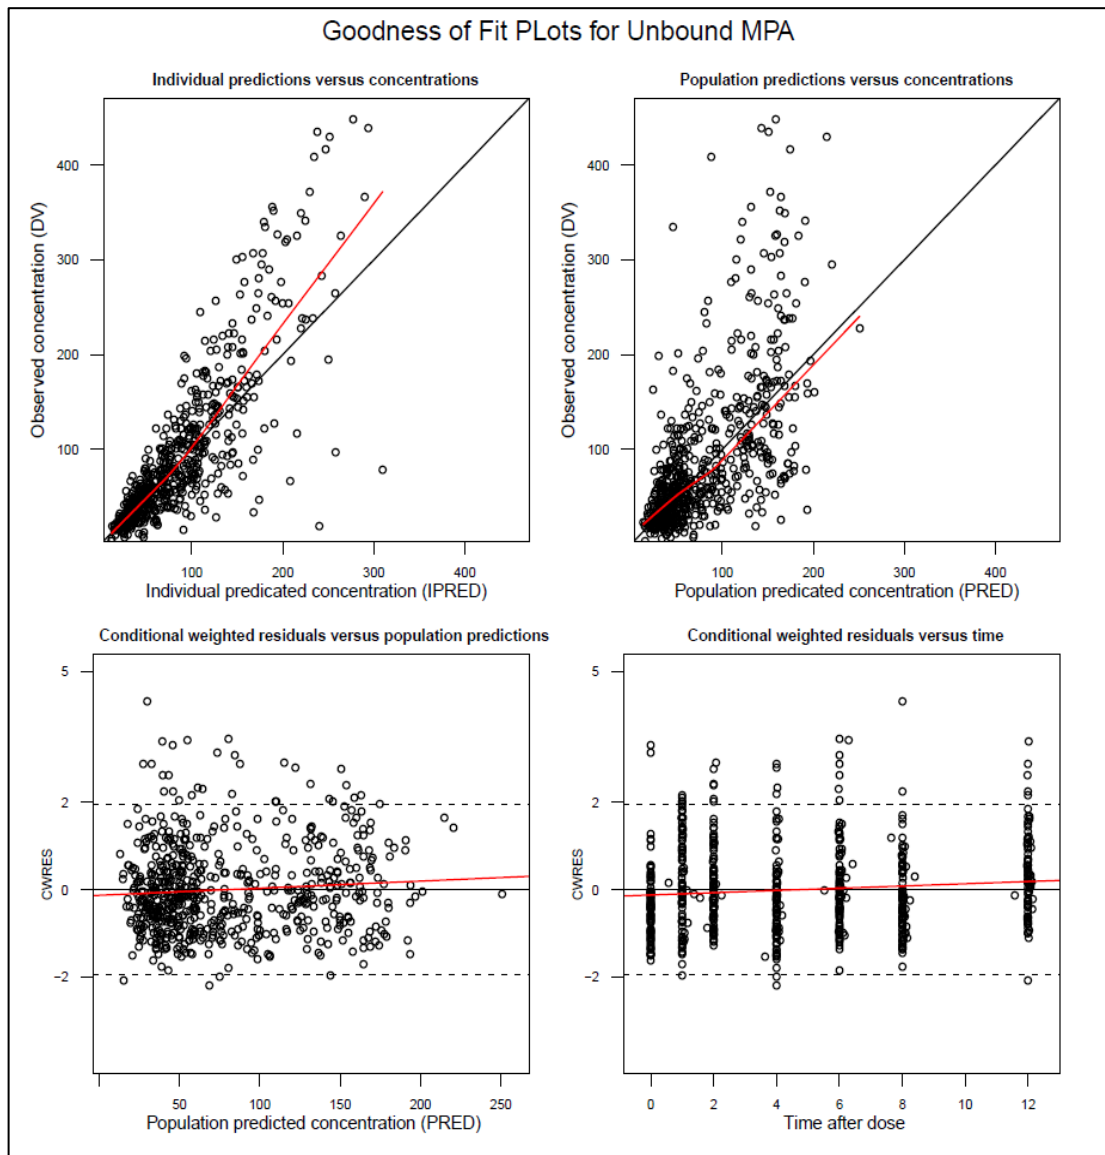 Goodness of Fit PLots for Unbound MPA
Individual predictions versus concentrations
Observed concentration (DV)
400
300
200
100
100 200 300 400
Individual predicated concentration (IPRED)
Population predictions versus concentrations
Observed concentration (DV)
400
300
200
100
100 200 300 400
Population predicated concentration (PRED)
Conditional weighted residuals versus population predictions
CWRES
5
2
0
−2
50 100 150 200 250
Population predicted concentration (PRED)
Conditional weighted residuals versus time
CWRES
5
2
0
−2
0 2 4 6 8 10 12
Time after dose